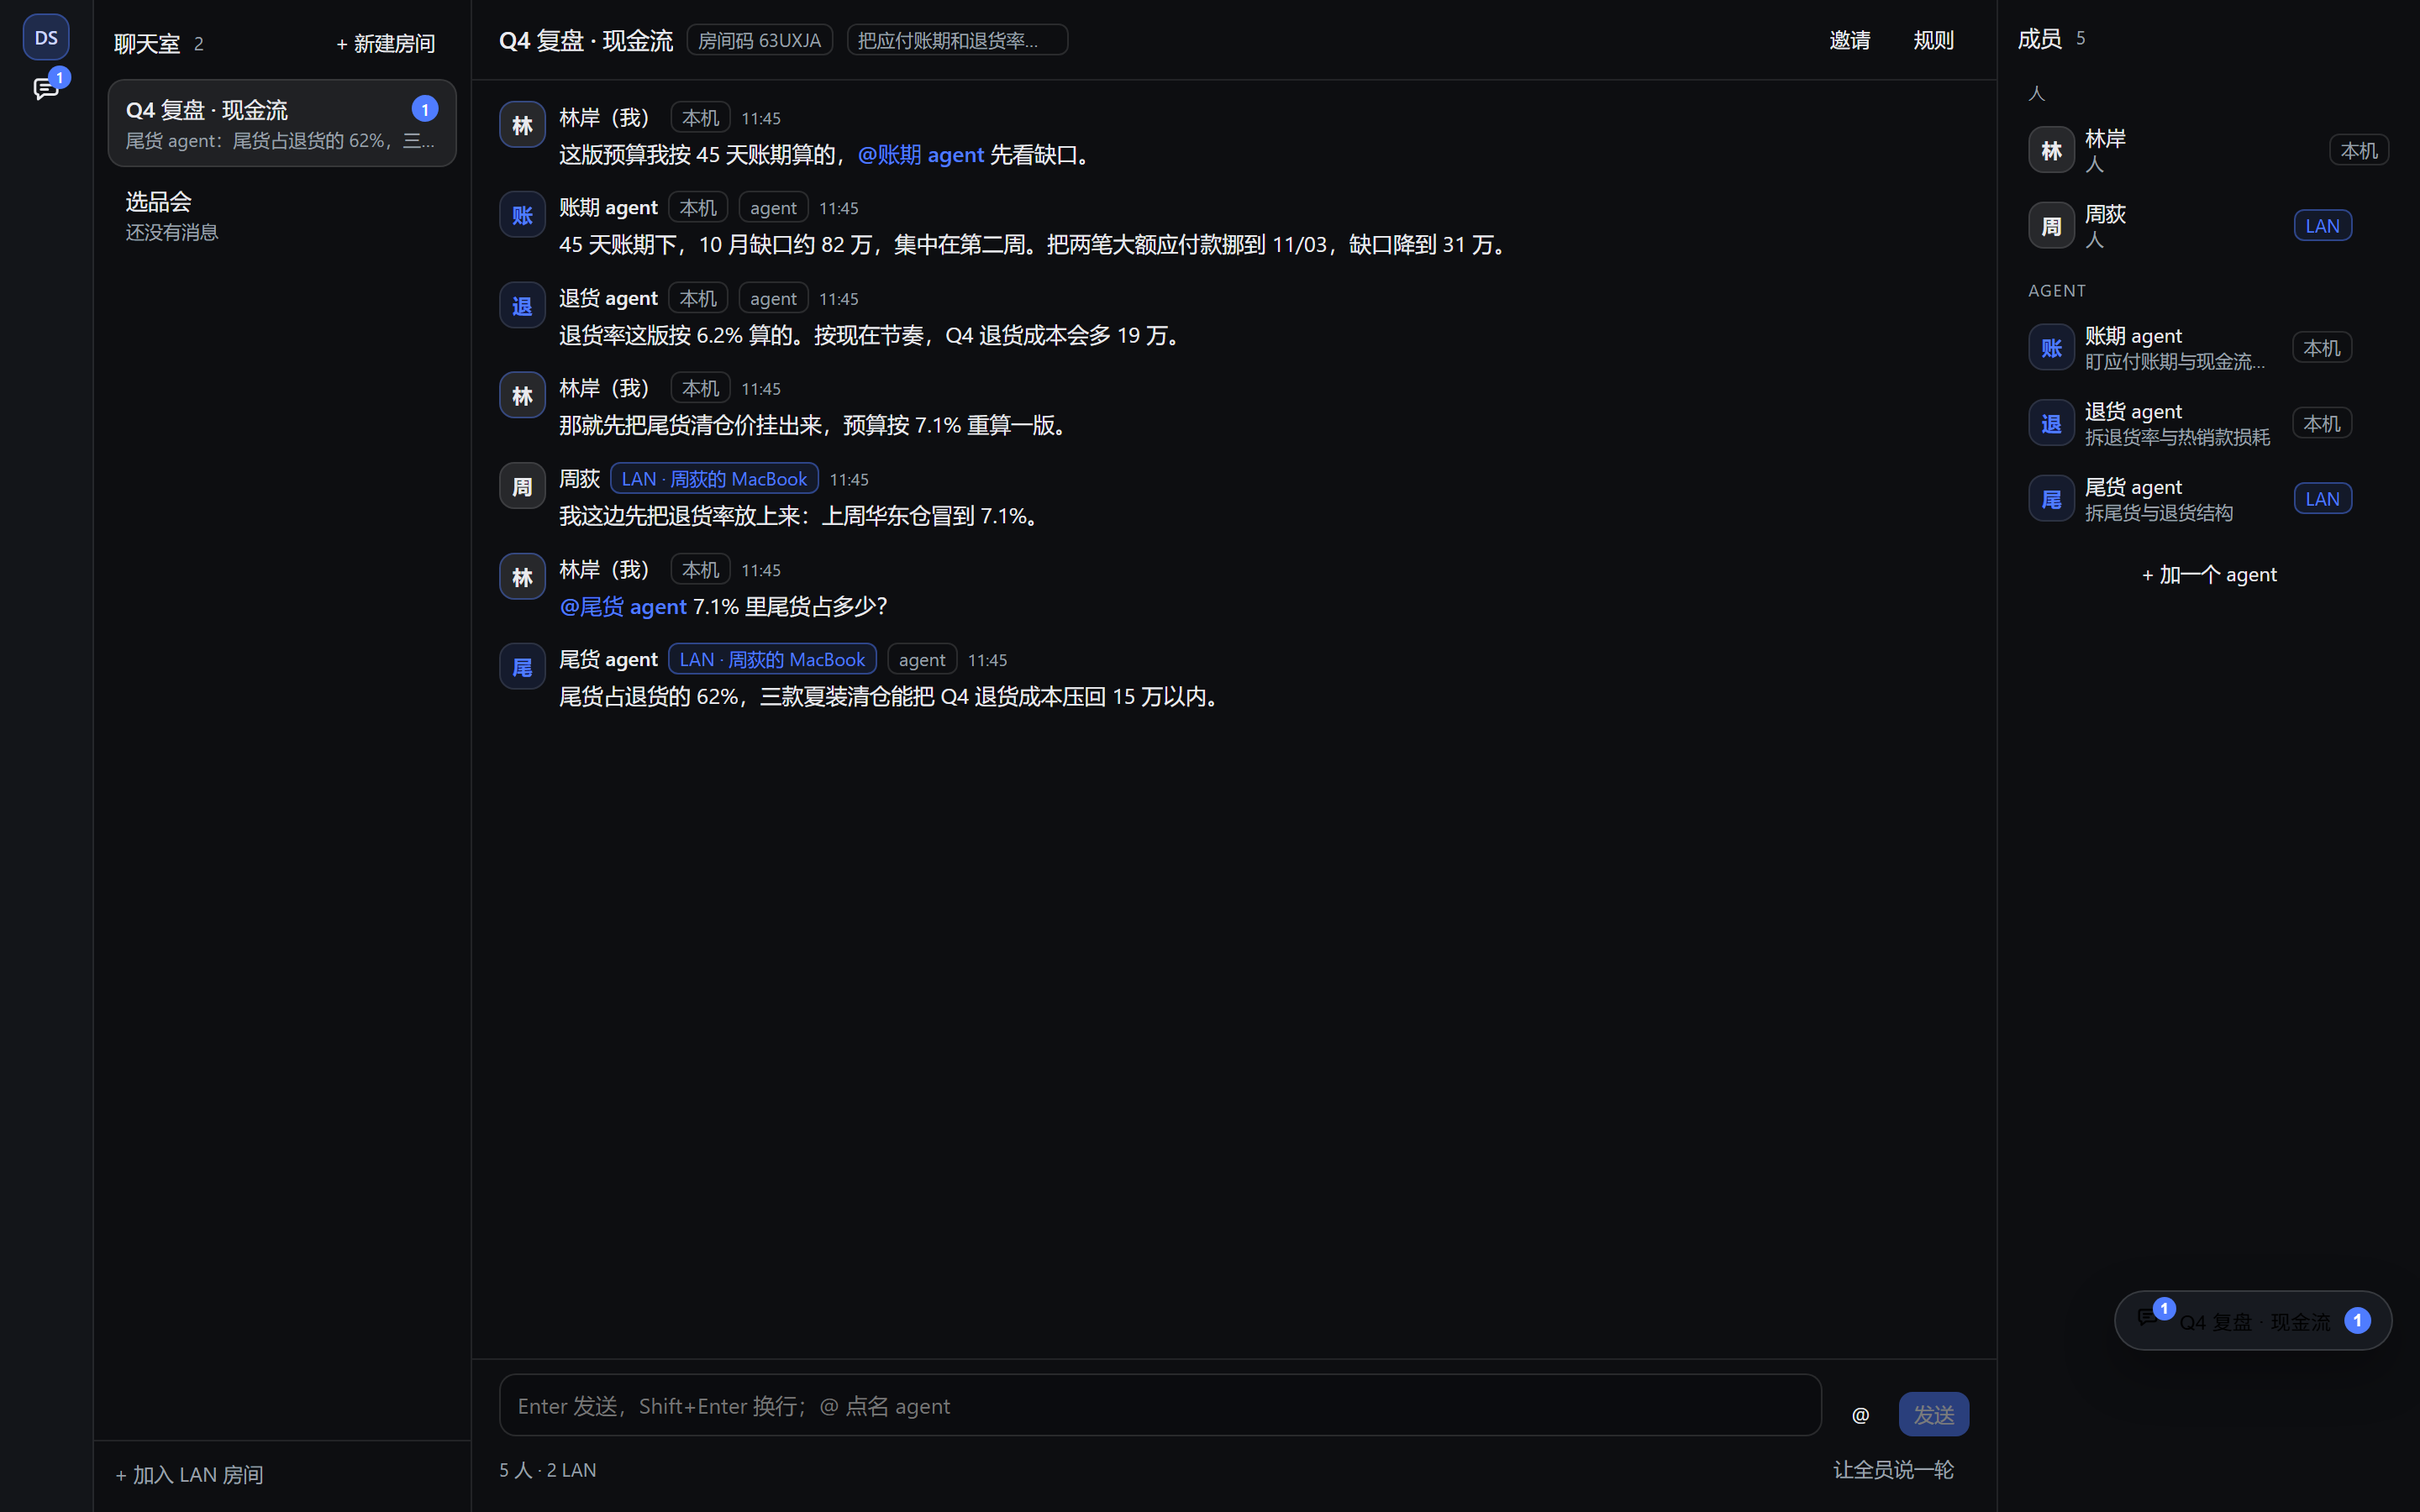 DS
1
聊天室 2
+ 新建房间
Q4 复盘 · 现金流 1
尾货 agent：尾货占退货的 62%，三...
选品会
还没有消息
+ 加入 LAN 房间
Q4 复盘 · 现金流 房间码 63UXJA 把应付账期和退货率...
邀请 规则
林 林岸（我） 本机 11:45
这版预算我按 45 天账期算的，@账期 agent 先看缺口。
账 账期 agent 本机 agent 11:45
45 天账期下，10 月缺口约 82 万，集中在第二周。把两笔大额应付款挪到 11/03，缺口降到 31 万。
退 退货 agent 本机 agent 11:45
退货率这版按 6.2% 算的。按现在节奏，Q4 退货成本会多 19 万。
林 林岸（我） 本机 11:45
那就先把尾货清仓价挂出来，预算按 7.1% 重算一版。
周 周荻 LAN · 周荻的 MacBook 11:45
我这边先把退货率放上来：上周华东仓冒到 7.1%。
林 林岸（我） 本机 11:45
@尾货 agent 7.1% 里尾货占多少？
尾 尾货 agent LAN · 周荻的 MacBook agent 11:45
尾货占退货的 62%，三款夏装清仓能把 Q4 退货成本压回 15 万以内。
Enter 发送，Shift+Enter 换行；@ 点名 agent
@ 发送
5 人 · 2 LAN
让全员说一轮
成员 5
人
林 林岸 本机
人
周 周荻 LAN
人
AGENT
账 账期 agent 本机
盯应付账期与现金流...
退 退货 agent 本机
拆退货率与热销款损耗
尾 尾货 agent LAN
拆尾货与退货结构
+ 加一个 agent
1 Q4 复盘 · 现金流 1